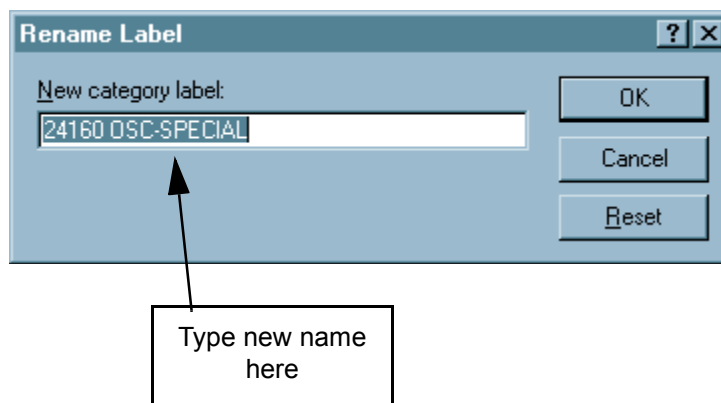 Rename Label
? ×
New category label:
24160 OSC-SPECIAL
OK
Cancel
Reset
Type new name
here